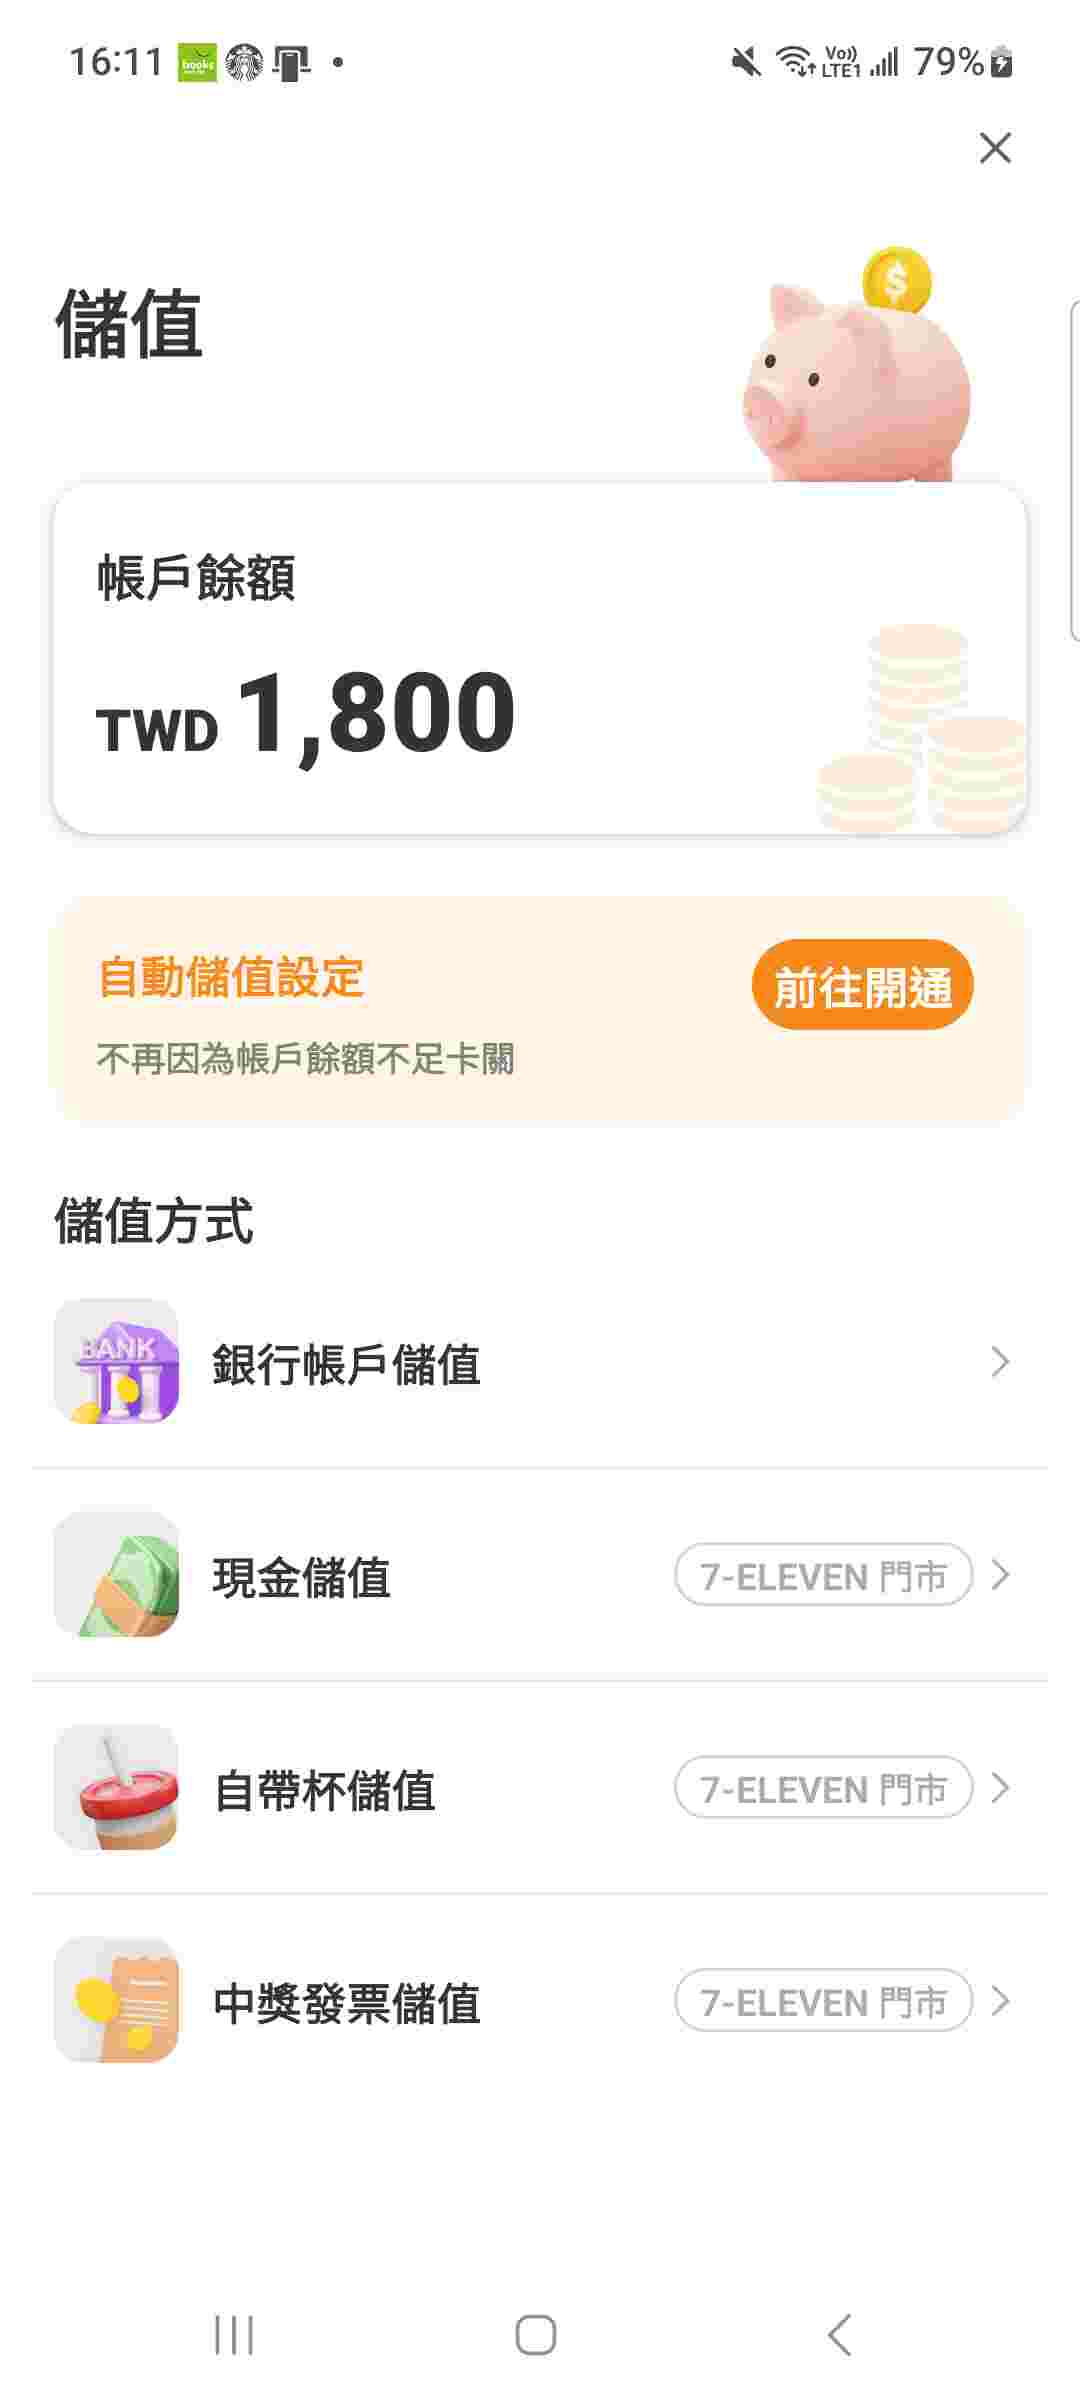 16:11 books Vo)) LTE1 79%
儲值
帳戶餘額
TWD 1,800
自動儲值設定
前往開通
不再因為帳戶餘額不足卡關
儲值方式
BANK
銀行帳戶儲值
現金儲值 7-ELEVEN 門市
自帶杯儲值 7-ELEVEN 門市
中獎發票儲值 7-ELEVEN 門市